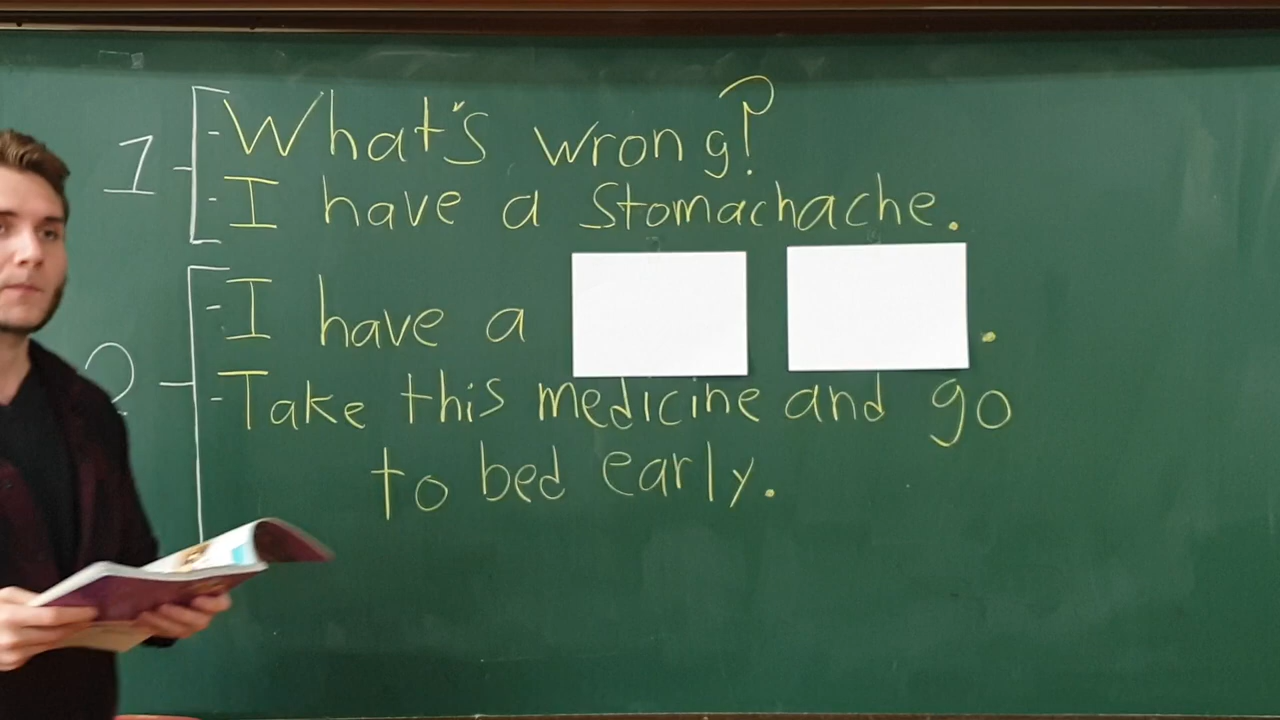 1 - What's wrong?
- I have a Stomachache.
2 - I have a .
- Take this medicine and go
to bed early.